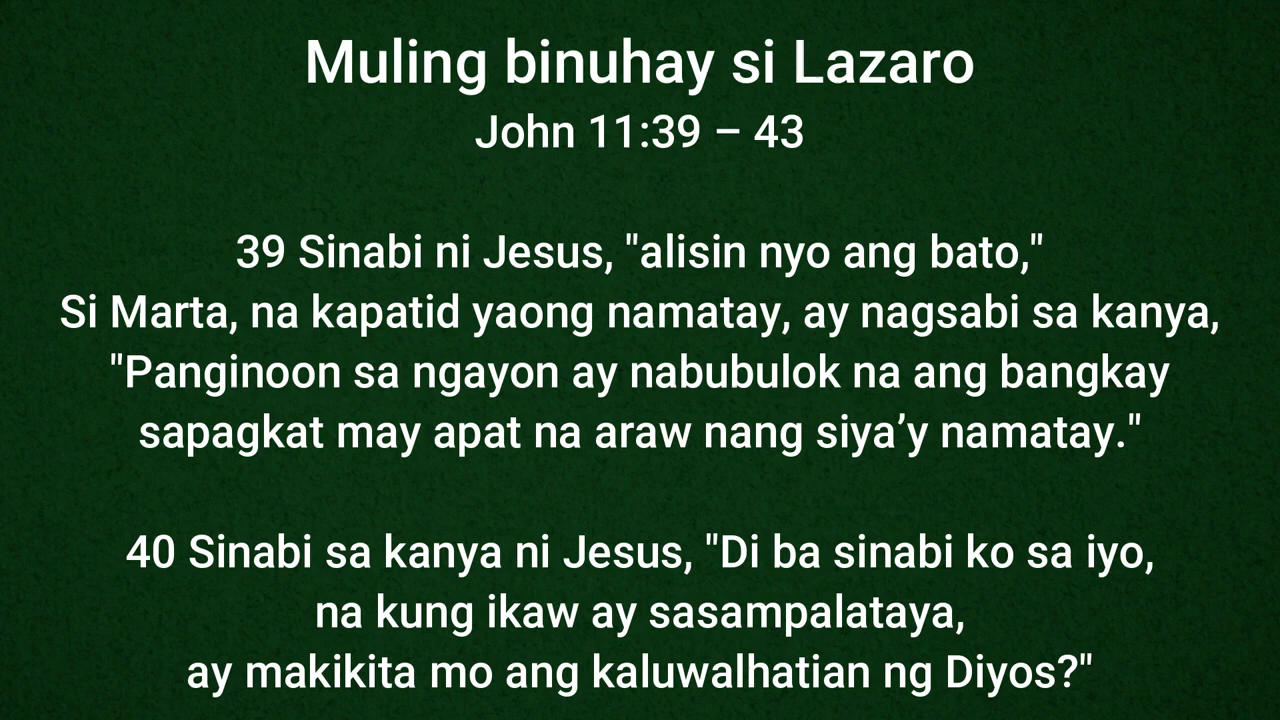 Muling binuhay si Lazaro
John 11:39 – 43
39 Sinabi ni Jesus, "alisin nyo ang bato,"
Si Marta, na kapatid yaong namatay, ay nagsabi sa kanya,
"Panginoon sa ngayon ay nabubulok na ang bangkay
sapagkat may apat na araw nang siya’y namatay."
40 Sinabi sa kanya ni Jesus, "Di ba sinabi ko sa iyo,
na kung ikaw ay sasampalataya,
ay makikita mo ang kaluwalhatian ng Diyos?"